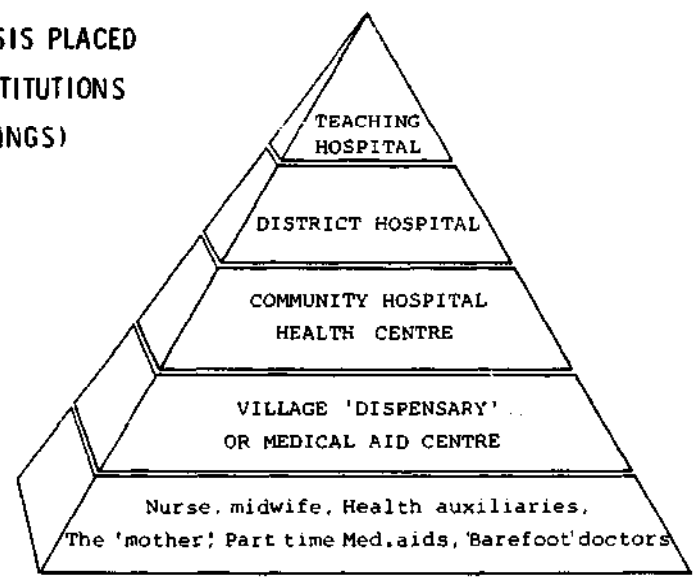 SIS PLACED
TITUTIONS
INGS)
TEACHING
HOSPITAL
DISTRICT HOSPITAL
COMMUNITY HOSPITAL
HEALTH CENTRE
VILLAGE 'DISPENSARY'
OR MEDICAL AID CENTRE
Nurse, midwife, Health auxiliaries,
The 'mother', Part time Med.aids, 'Barefoot' doctors